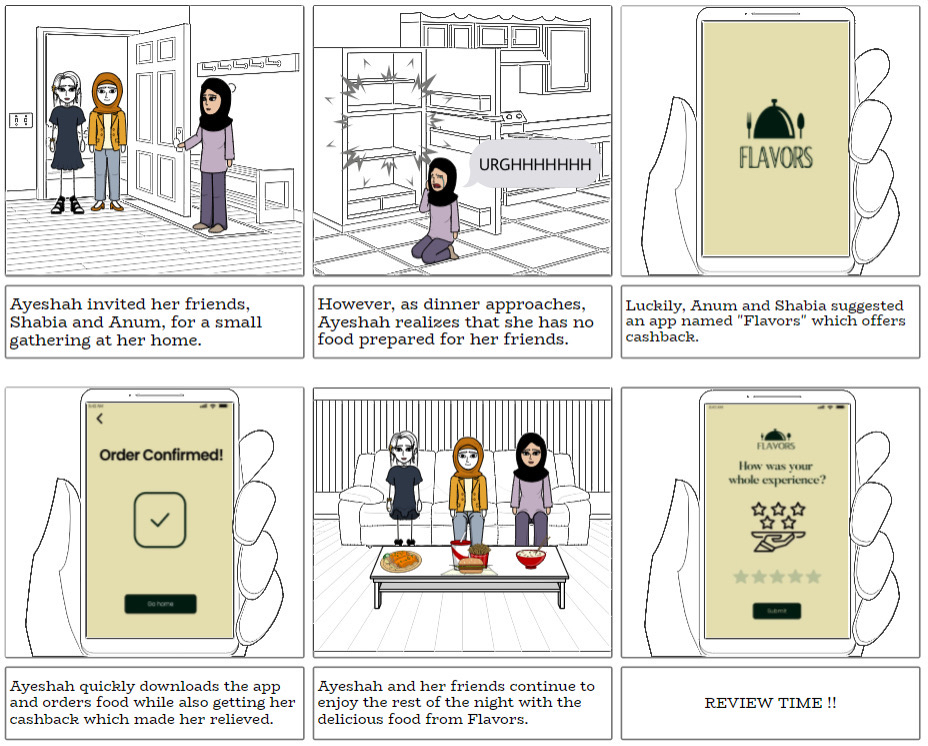 URGHHHHHHH
FLAVORS
Ayeshah invited her friends,
Shabia and Anum, for a small
gathering at her home.
However, as dinner approaches,
Ayeshah realizes that she has no
food prepared for her friends.
Luckily, Anum and Shabia suggested
an app named "Flavors" which offers
cashback.
Order Confirmed!
Go home
FLAVORS
How was your
whole experience?
Submit
Ayeshah quickly downloads the app
and orders food while also getting her
cashback which made her relieved.
Ayeshah and her friends continue to
enjoy the rest of the night with the
delicious food from Flavors.
REVIEW TIME !!